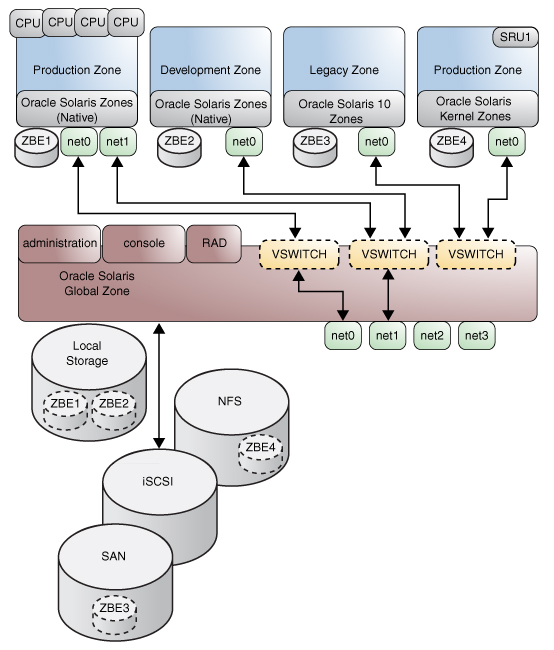 CPU CPU CPU CPU
SRU1
Production Zone
Development Zone
Legacy Zone
Production Zone
Oracle Solaris Zones
(Native)
Oracle Solaris Zones
(Native)
Oracle Solaris 10
Zones
Oracle Solaris
Kernel Zones
ZBE1 net0 net1
ZBE2 net0
ZBE3 net0
ZBE4 net0
administration console RAD
VSWITCH VSWITCH VSWITCH
Oracle Solaris
Global Zone
net0 net1 net2 net3
Local
Storage
ZBE1 ZBE2
NFS
ZBE4
iSCSI
SAN
ZBE3